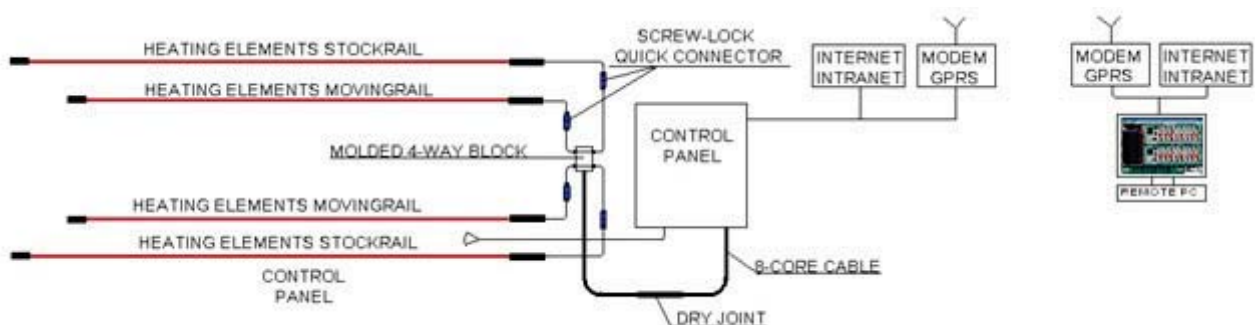 HEATING ELEMENTS STOCKRAIL
HEATING ELEMENTS MOVINGRAIL
MOLDED 4-WAY BLOCK
HEATING ELEMENTS MOVINGRAIL
HEATING ELEMENTS STOCKRAIL
CONTROL
PANEL
SCREW-LOCK
QUICK CONNECTOR
CONTROL
PANEL
8-CORE CABLE
DRY JOINT
INTERNET
INTRANET
MODEM
GPRS
MODEM
GPRS
INTERNET
INTRANET
REMOTE PC